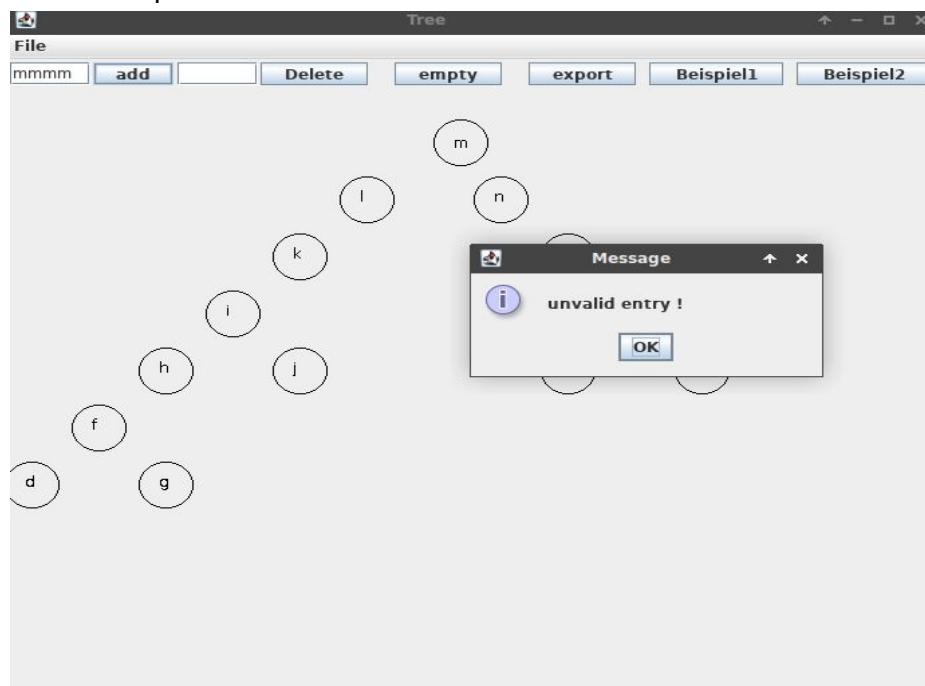 Tree
File
mmmm add Delete empty export Beispiel1 Beispiel2
m
l n
k
Message
i
unvalid entry !
OK
h j
f
d g